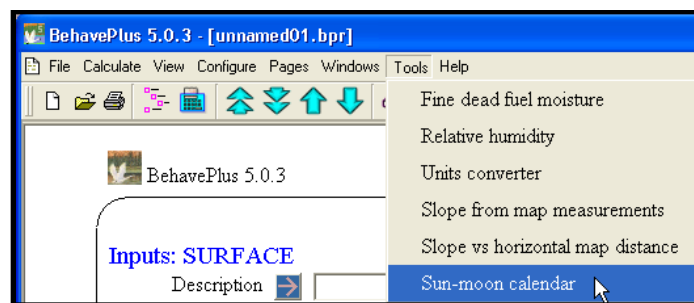 BehavePlus 5.0.3 - [unnamed01.bpr]
File Calculate View Configure Pages Windows Tools Help
Fine dead fuel moisture
Relative humidity
Units converter
Slope from map measurements
Slope vs horizontal map distance
Sun-moon calendar
BehavePlus 5.0.3
Inputs: SURFACE
Description